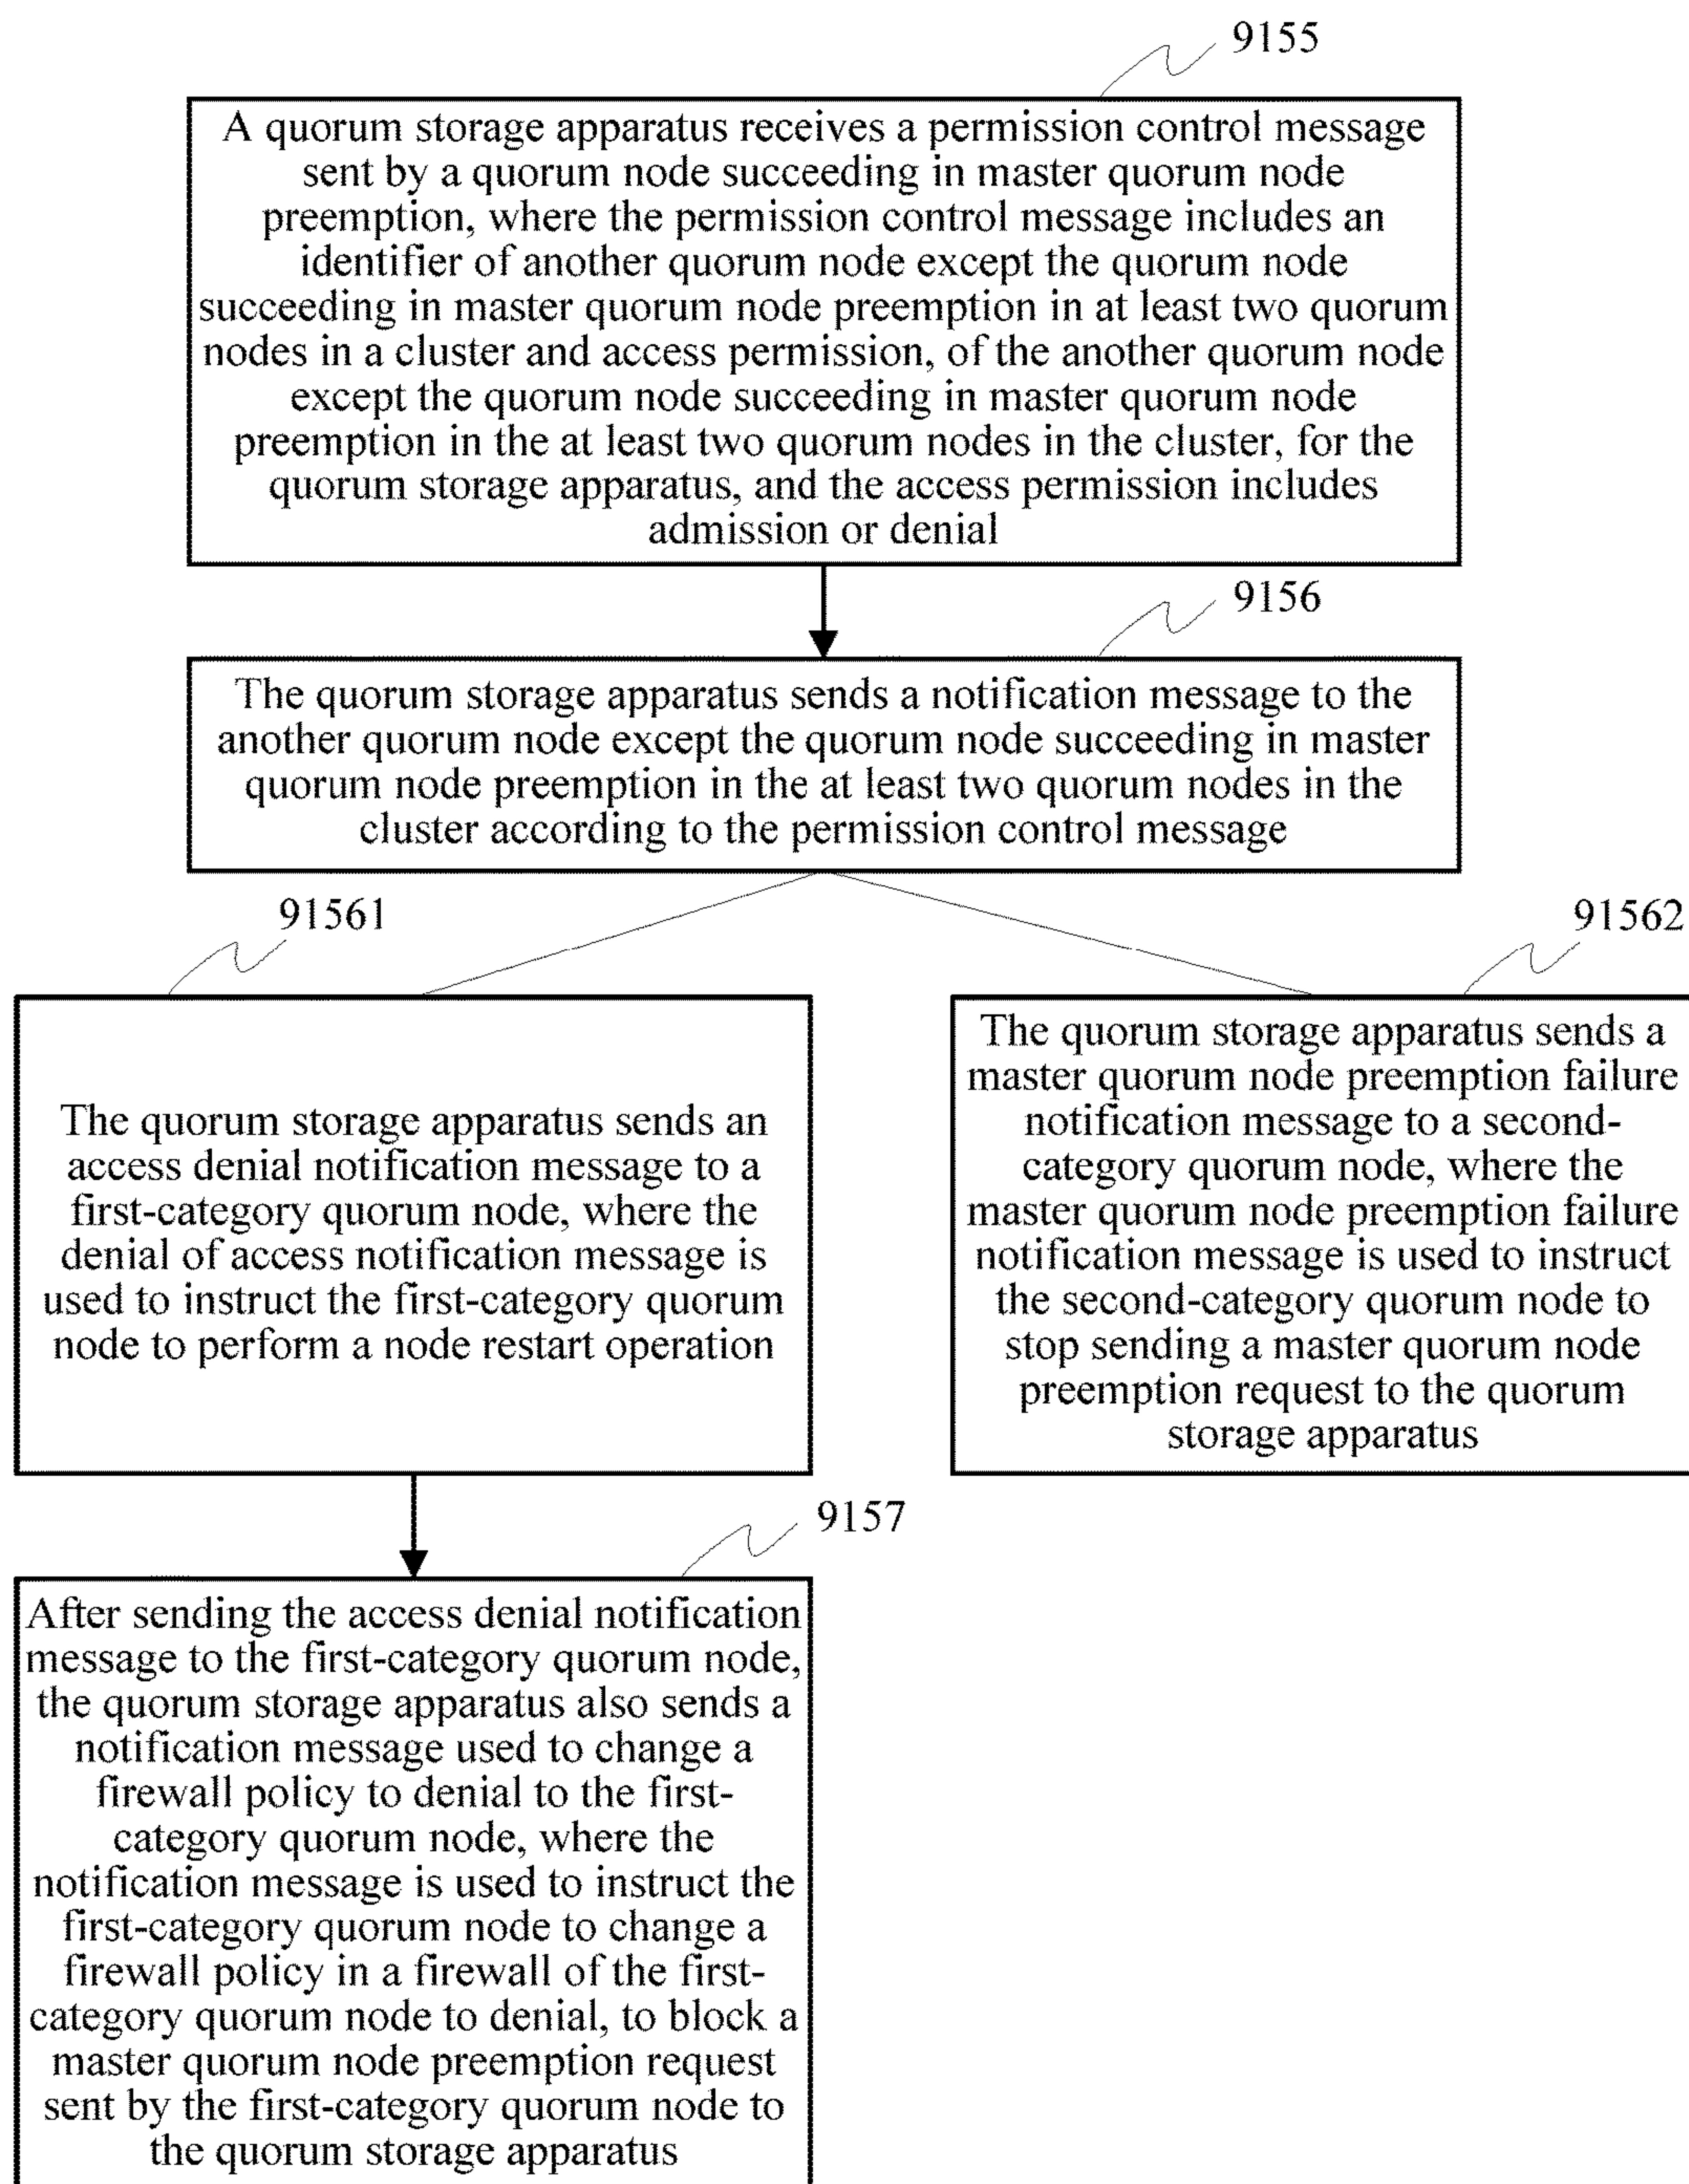 9155
A quorum storage apparatus receives a permission control message
sent by a quorum node succeeding in master quorum node
preemption, where the permission control message includes an
identifier of another quorum node except the quorum node
succeeding in master quorum node preemption in at least two quorum
nodes in a cluster and access permission, of the another quorum node
except the quorum node succeeding in master quorum node
preemption in the at least two quorum nodes in the cluster, for the
quorum storage apparatus, and the access permission includes
admission or denial
9156
The quorum storage apparatus sends a notification message to the
another quorum node except the quorum node succeeding in master
quorum node preemption in the at least two quorum nodes in the
cluster according to the permission control message
91561
The quorum storage apparatus sends an
access denial notification message to a
first-category quorum node, where the
denial of access notification message is
used to instruct the first-category quorum
node to perform a node restart operation
91562
The quorum storage apparatus sends a
master quorum node preemption failure
notification message to a second-
category quorum node, where the
master quorum node preemption failure
notification message is used to instruct
the second-category quorum node to
stop sending a master quorum node
preemption request to the quorum
storage apparatus
9157
After sending the access denial notification
message to the first-category quorum node,
the quorum storage apparatus also sends a
notification message used to change a
firewall policy to denial to the first-
category quorum node, where the
notification message is used to instruct the
first-category quorum node to change a
firewall policy in a firewall of the first-
category quorum node to denial, to block a
master quorum node preemption request
sent by the first-category quorum node to
the quorum storage apparatus